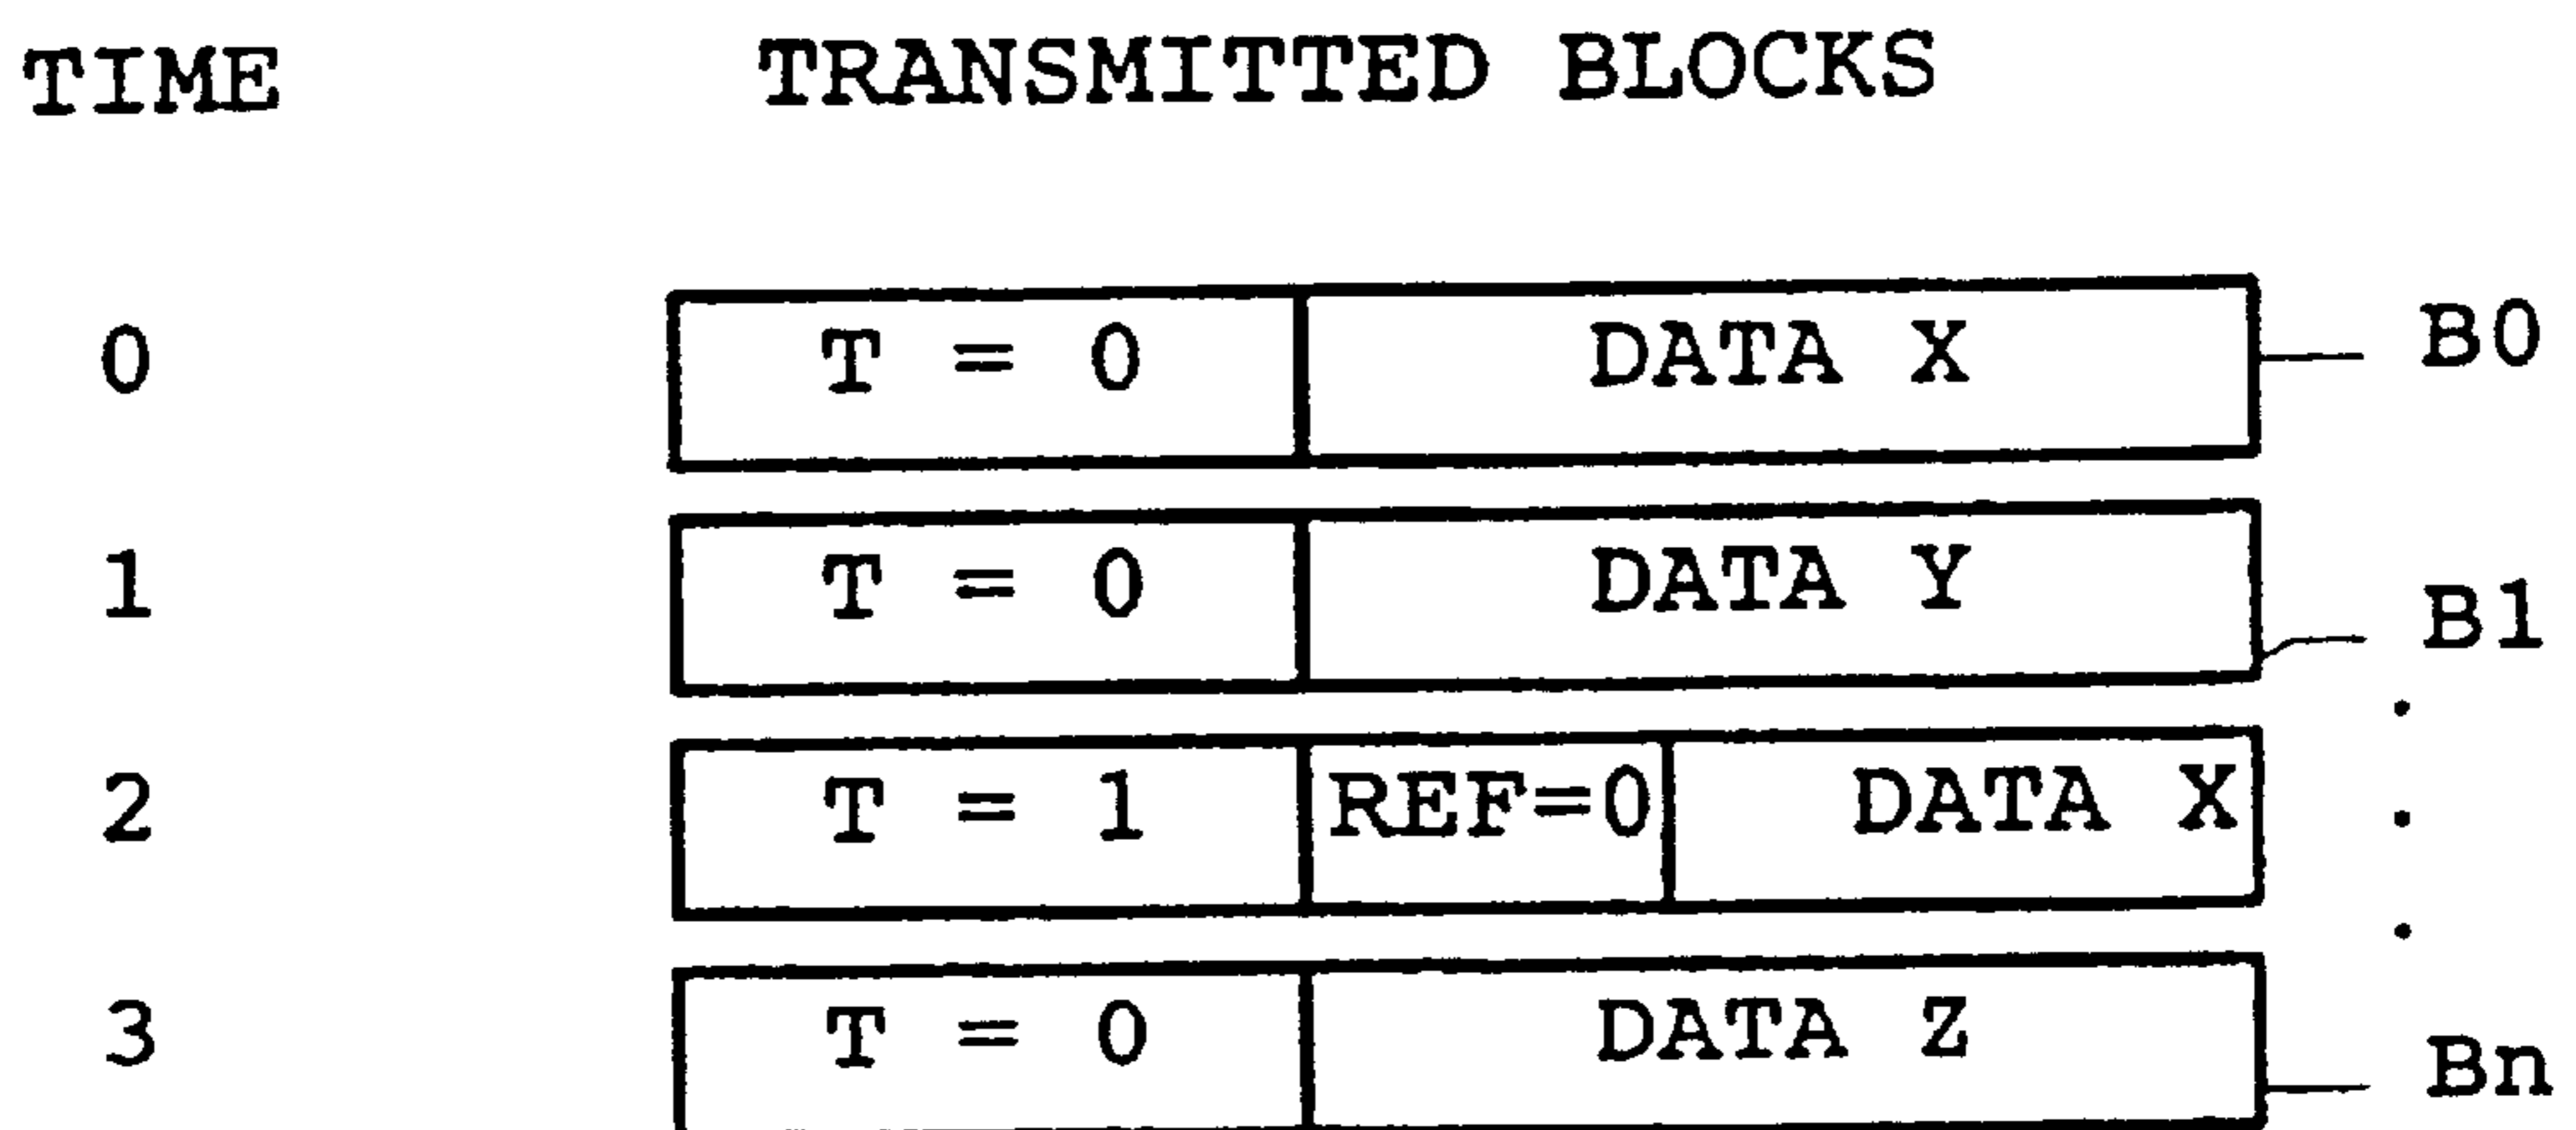 TIME TRANSMITTED BLOCKS
0 T = 0 DATA X B0
1 T = 0 DATA Y B1
2 T = 1 REF=0 DATA X
3 T = 0 DATA Z Bn